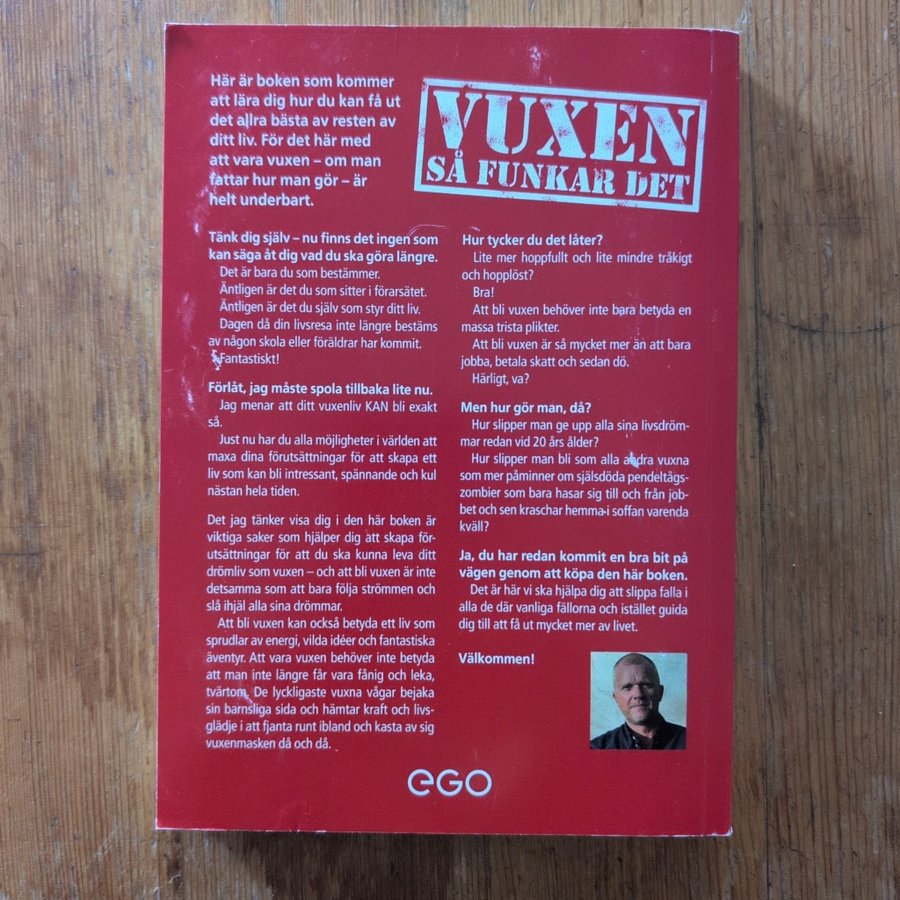 Här är boken som kommer
att lära dig hur du kan få ut
det allra bästa av resten av
ditt liv. För det här med
att vara vuxen – om man
fattar hur man gör – är
helt underbart.
VUXEN
SÅ FUNKAR DET
Tänk dig själv – nu finns det ingen som
kan säga åt dig vad du ska göra längre.
Det är bara du som bestämmer.
Äntligen är det du som sitter i förarsätet.
Äntligen är det du själv som styr ditt liv.
Dagen då din livsresa inte längre bestäms
av någon skola eller föräldrar har kommit.
Fantastiskt!
Förlåt, jag måste spola tillbaka lite nu.
Jag menar att ditt vuxenliv KAN bli exakt
så.
Just nu har du alla möjligheter i världen att
maxa dina förutsättningar för att skapa ett
liv som kan bli intressant, spännande och kul
nästan hela tiden.
Det jag tänker visa dig i den här boken är
viktiga saker som hjälper dig att skapa för-
utsättningar för att du ska kunna leva ditt
drömliv som vuxen – och att bli vuxen är inte
detsamma som att bara följa strömmen och
slå ihjäl alla sina drömmar.
Att bli vuxen kan också betyda ett liv som
sprudlar av energi, vilda idéer och fantastiska
äventyr. Att vara vuxen behöver inte betyda
att man inte längre får vara fånig och leka,
tvärtom. De lyckligaste vuxna vågar bejaka
sin barnsliga sida och hämtar kraft och livs-
glädje i att fjanta runt ibland och kasta av sig
vuxenmasken då och då.
Hur tycker du det låter?
Lite mer hoppfullt och lite mindre tråkigt
och hopplöst?
Bra!
Att bli vuxen behöver inte bara betyda en
massa trista plikter.
Att bli vuxen är så mycket mer än att bara
jobba, betala skatt och sedan dö.
Härligt, va?
Men hur gör man, då?
Hur slipper man ge upp alla sina livsdröm-
mar redan vid 20 års ålder?
Hur slipper man bli som alla andra vuxna
som mer påminner om själsdöda pendeltågs-
zombier som bara hasar sig till och från job-
bet och sen kraschar hemma i soffan varenda
kväll?
Ja, du har redan kommit en bra bit på
vägen genom att köpa den här boken.
Det är här vi ska hjälpa dig att slippa falla i
alla de där vanliga fällorna och istället guida
dig till att få ut mycket mer av livet.
Välkommen!
eGO